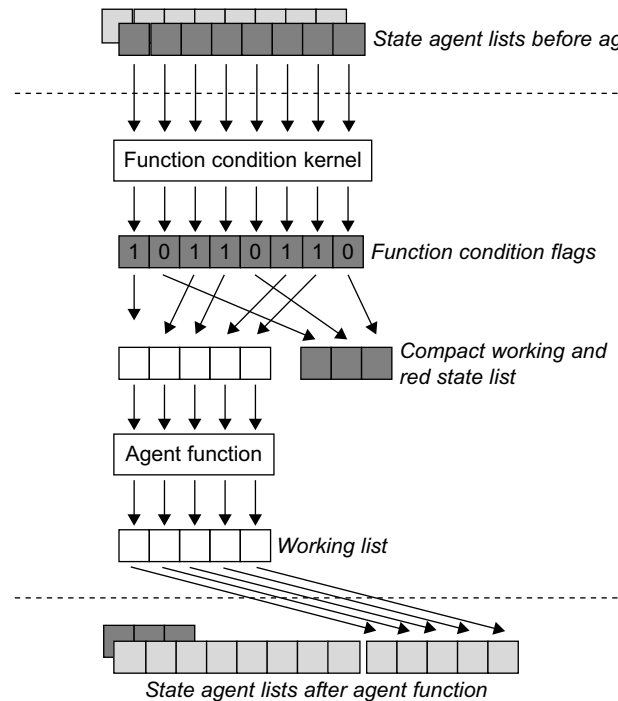 State agent lists before ag
Function condition kernel
1 0 1 1 0 1 1 0
Function condition flags
Compact working and
red state list
Agent function
Working list
State agent lists after agent function